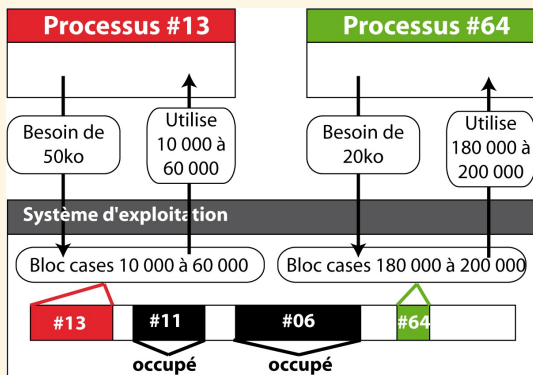 Processus #13
Processus #64
Besoin de
50ko
Utilise
10 000 à
60 000
Besoin de
20ko
Utilise
180 000 à
200 000
Système d'exploitation
Bloc cases 10 000 à 60 000
Bloc cases 180 000 à 200 000
#13
#11
#06
#64
occupé
occupé